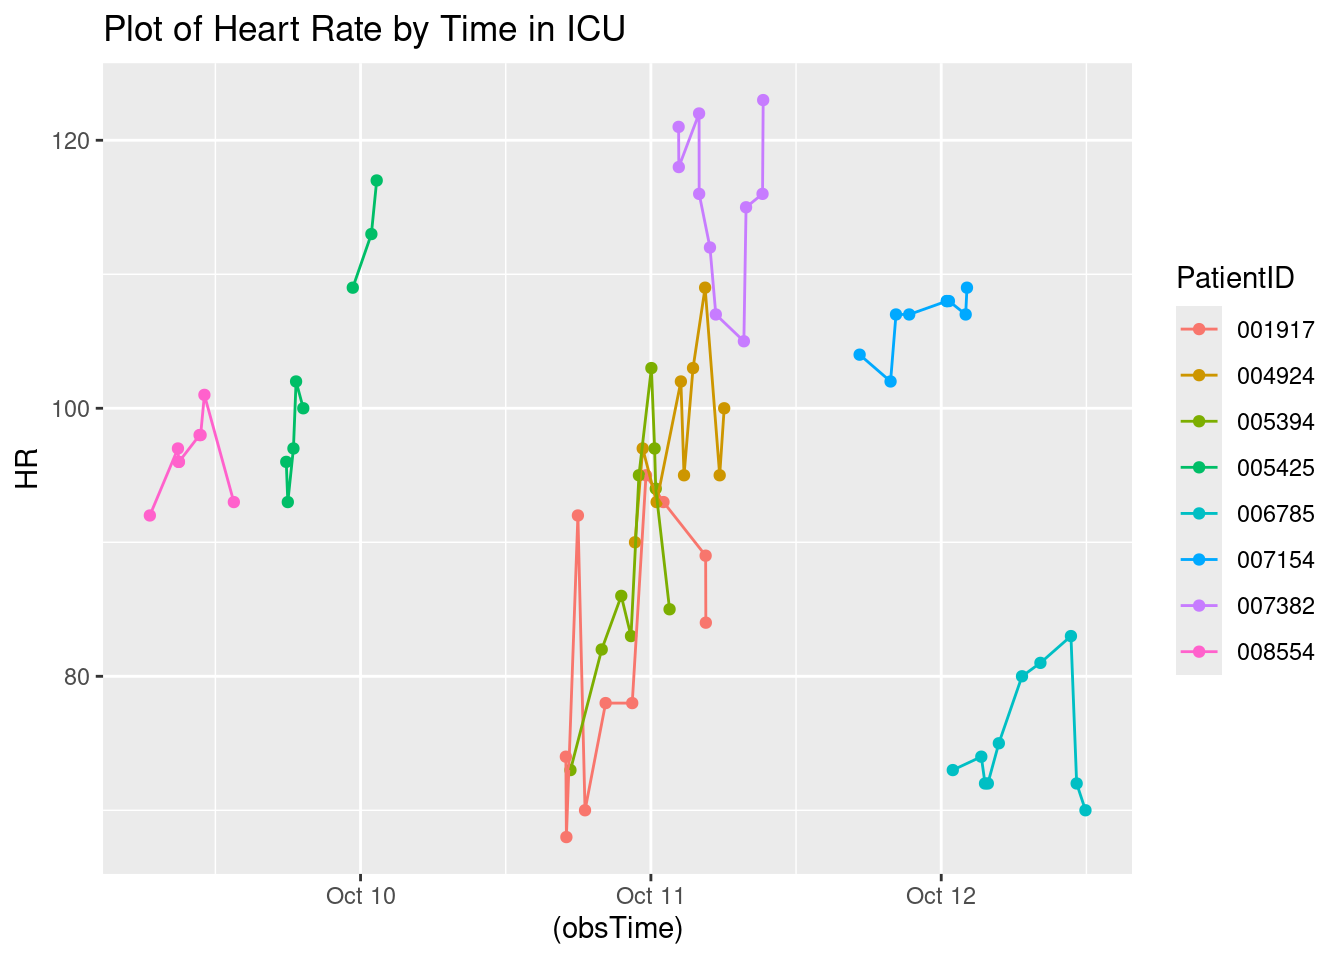 Plot of Heart Rate by Time in ICU
120
100
80
HR
Oct 10
Oct 11
Oct 12
(obsTime)
PatientID
001917
004924
005394
005425
006785
007154
007382
008554